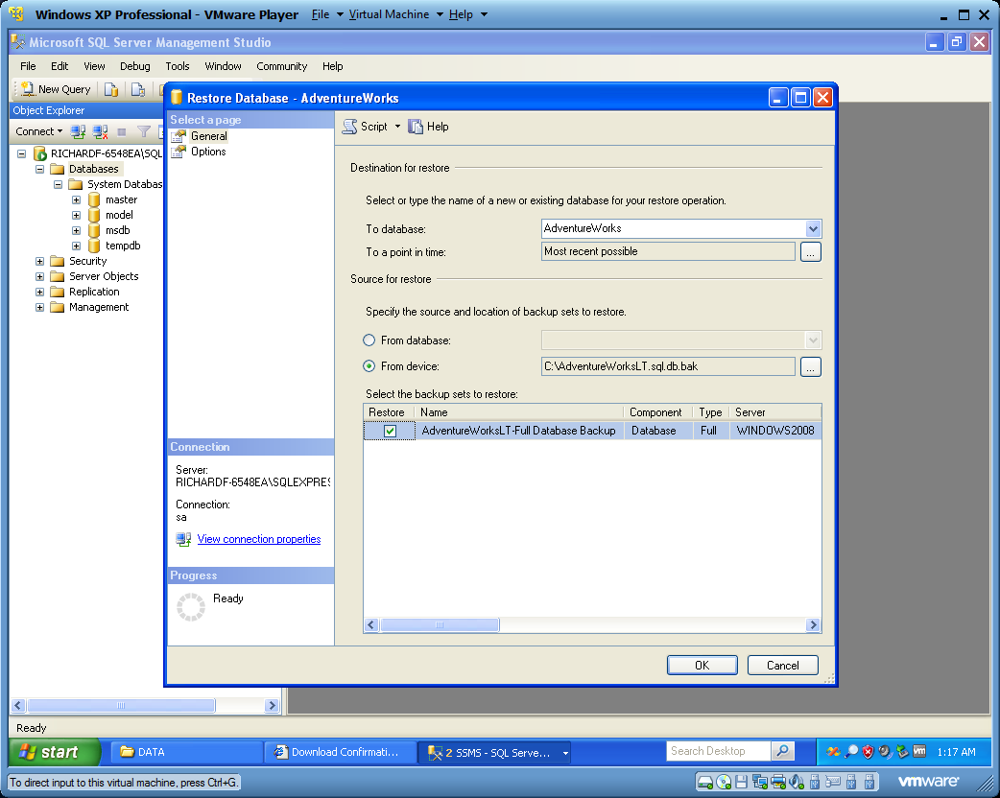 Windows XP Professional - VMware Player File Virtual Machine Help
Microsoft SQL Server Management Studio
File Edit View Debug Tools Window Community Help
New Query
Object Explorer
Connect
RICHARDF-6548EA\SQL
Databases
System Databas
master
model
msdb
tempdb
Security
Server Objects
Replication
Management
Restore Database - AdventureWorks
Select a page
General
Options
Script Help
Destination for restore
Select or type the name of a new or existing database for your restore operation.
To database: AdventureWorks
To a point in time: Most recent possible ...
Source for restore
Specify the source and location of backup sets to restore.
From database:
From device: C:\AdventureWorksLT.sql.db.bak ...
Select the backup sets to restore:
Restore Name Component Type Server
AdventureWorksLT-Full Database Backup Database Full WINDOWS2008
Connection
Server:
RICHARDF-6548EA\SQLEXPRES
Connection:
sa
View connection properties
Progress
Ready
OK Cancel
Ready
start DATA Download Confirmati... 2 SSMS - SQL Serve... Search Desktop 1:17 AM
To direct input to this virtual machine, press Ctrl+G. vmware